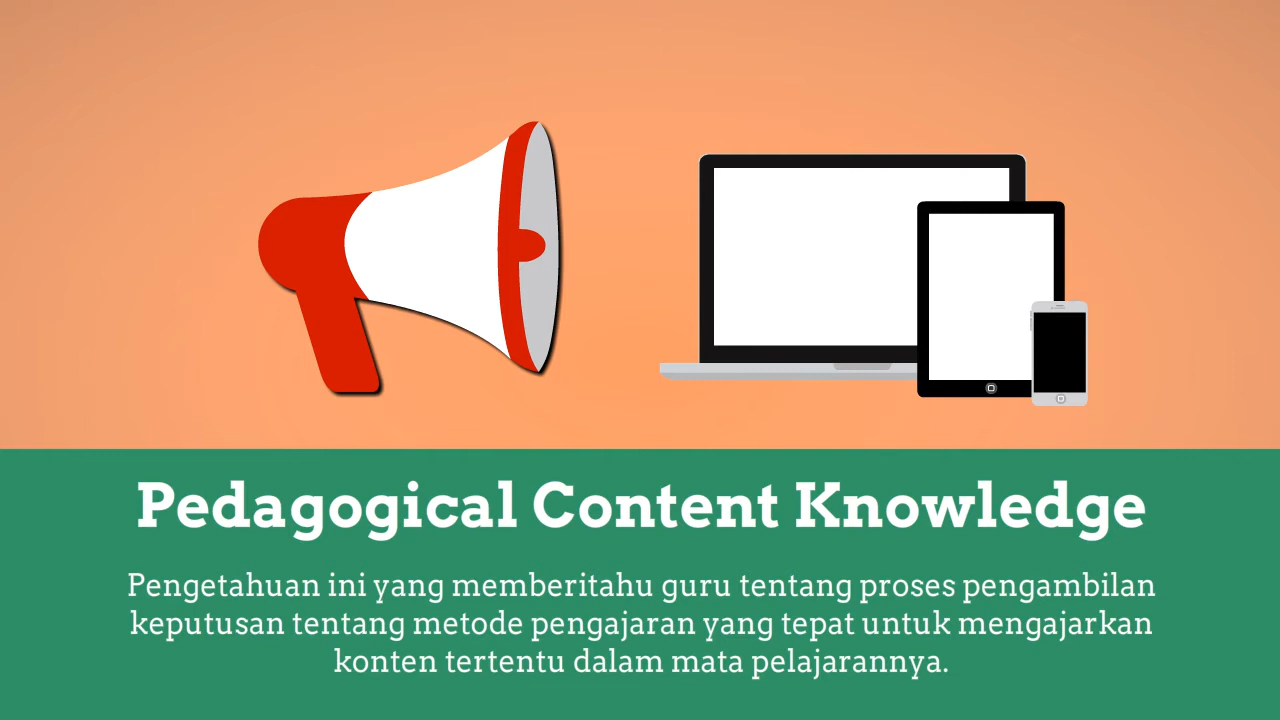 Pedagogical Content Knowledge
Pengetahuan ini yang memberitahu guru tentang proses pengambilan
keputusan tentang metode pengajaran yang tepat untuk mengajarkan
konten tertentu dalam mata pelajarannya.